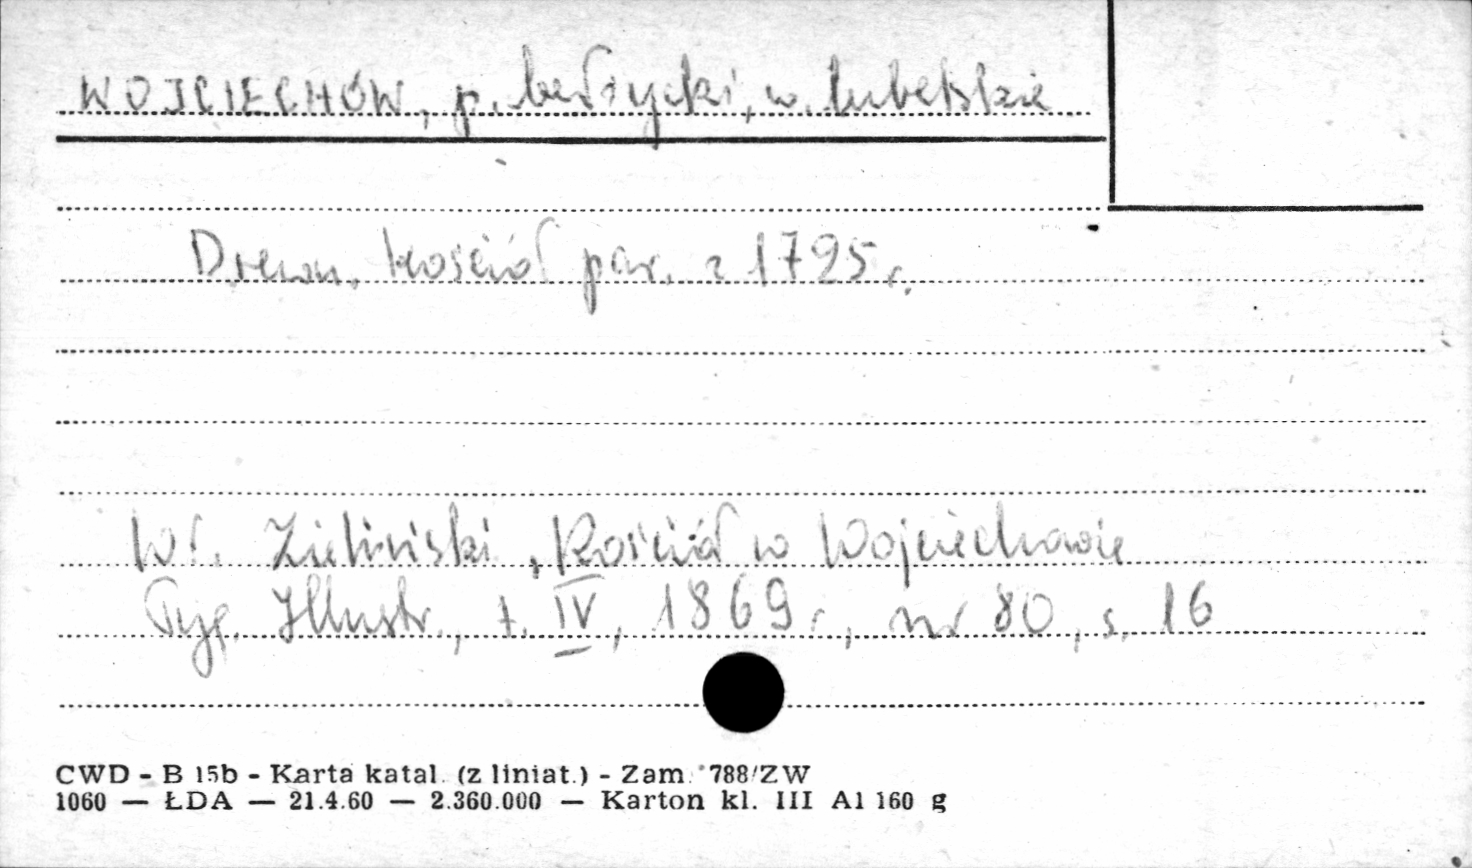 WOJCIECHÓW, p. bełżycki, w. lubelskie
Drewn. kościół par. z 1725 r.
Wł. Zieliński, Kościół w Wojciechowie
Tyg. Illustr., t. IV, 1869 r., nr 80, s. 16
CWD - B 15b - Karta katal. (z liniat.) - Zam. 788/ZW
1060 — ŁDA — 21.4.60 — 2.360.000 — Karton kl. III A1 160 g